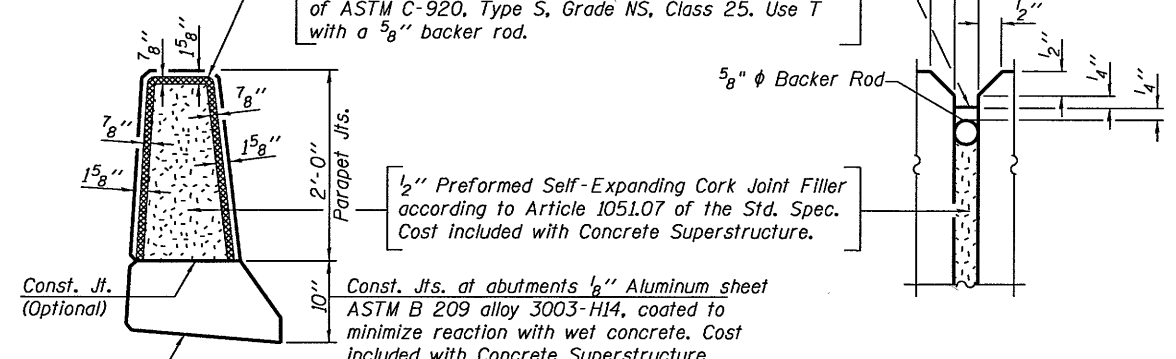 of ASTM C-920, Type S, Grade NS, Class 25. Use T
with a 5/8" backer rod.
7/8"
1 5/8"
1/2"
1/2"
1/4"
1/4"
5/8" ϕ Backer Rod
7/8"
7/8"
1 5/8"
1 5/8"
2'-0"
Parapet Jts.
1/2" Preformed Self-Expanding Cork Joint Filler
according to Article 1051.07 of the Std. Spec.
Cost included with Concrete Superstructure.
Const. Jt.
(Optional)
10"
Const. Jts. at abutments 1/8" Aluminum sheet
ASTM B 209 alloy 3003-H14, coated to
minimize reaction with wet concrete. Cost
included with Concrete Superstructure